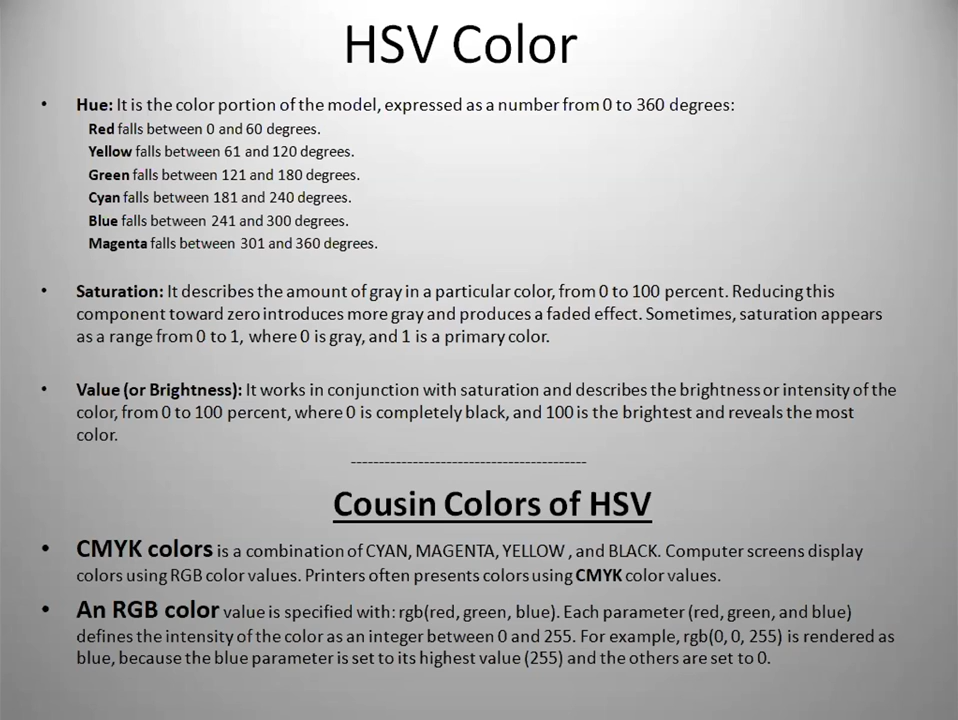 HSV Color
• Hue: It is the color portion of the model, expressed as a number from 0 to 360 degrees:
Red falls between 0 and 60 degrees.
Yellow falls between 61 and 120 degrees.
Green falls between 121 and 180 degrees.
Cyan falls between 181 and 240 degrees.
Blue falls between 241 and 300 degrees.
Magenta falls between 301 and 360 degrees.
• Saturation: It describes the amount of gray in a particular color, from 0 to 100 percent. Reducing this
component toward zero introduces more gray and produces a faded effect. Sometimes, saturation appears
as a range from 0 to 1, where 0 is gray, and 1 is a primary color.
• Value (or Brightness): It works in conjunction with saturation and describes the brightness or intensity of the
color, from 0 to 100 percent, where 0 is completely black, and 100 is the brightest and reveals the most
color.
------------------------------------------
Cousin Colors of HSV
• CMYK colors is a combination of CYAN, MAGENTA, YELLOW , and BLACK. Computer screens display
colors using RGB color values. Printers often presents colors using CMYK color values.
• An RGB color value is specified with: rgb(red, green, blue). Each parameter (red, green, and blue)
defines the intensity of the color as an integer between 0 and 255. For example, rgb(0, 0, 255) is rendered as
blue, because the blue parameter is set to its highest value (255) and the others are set to 0.